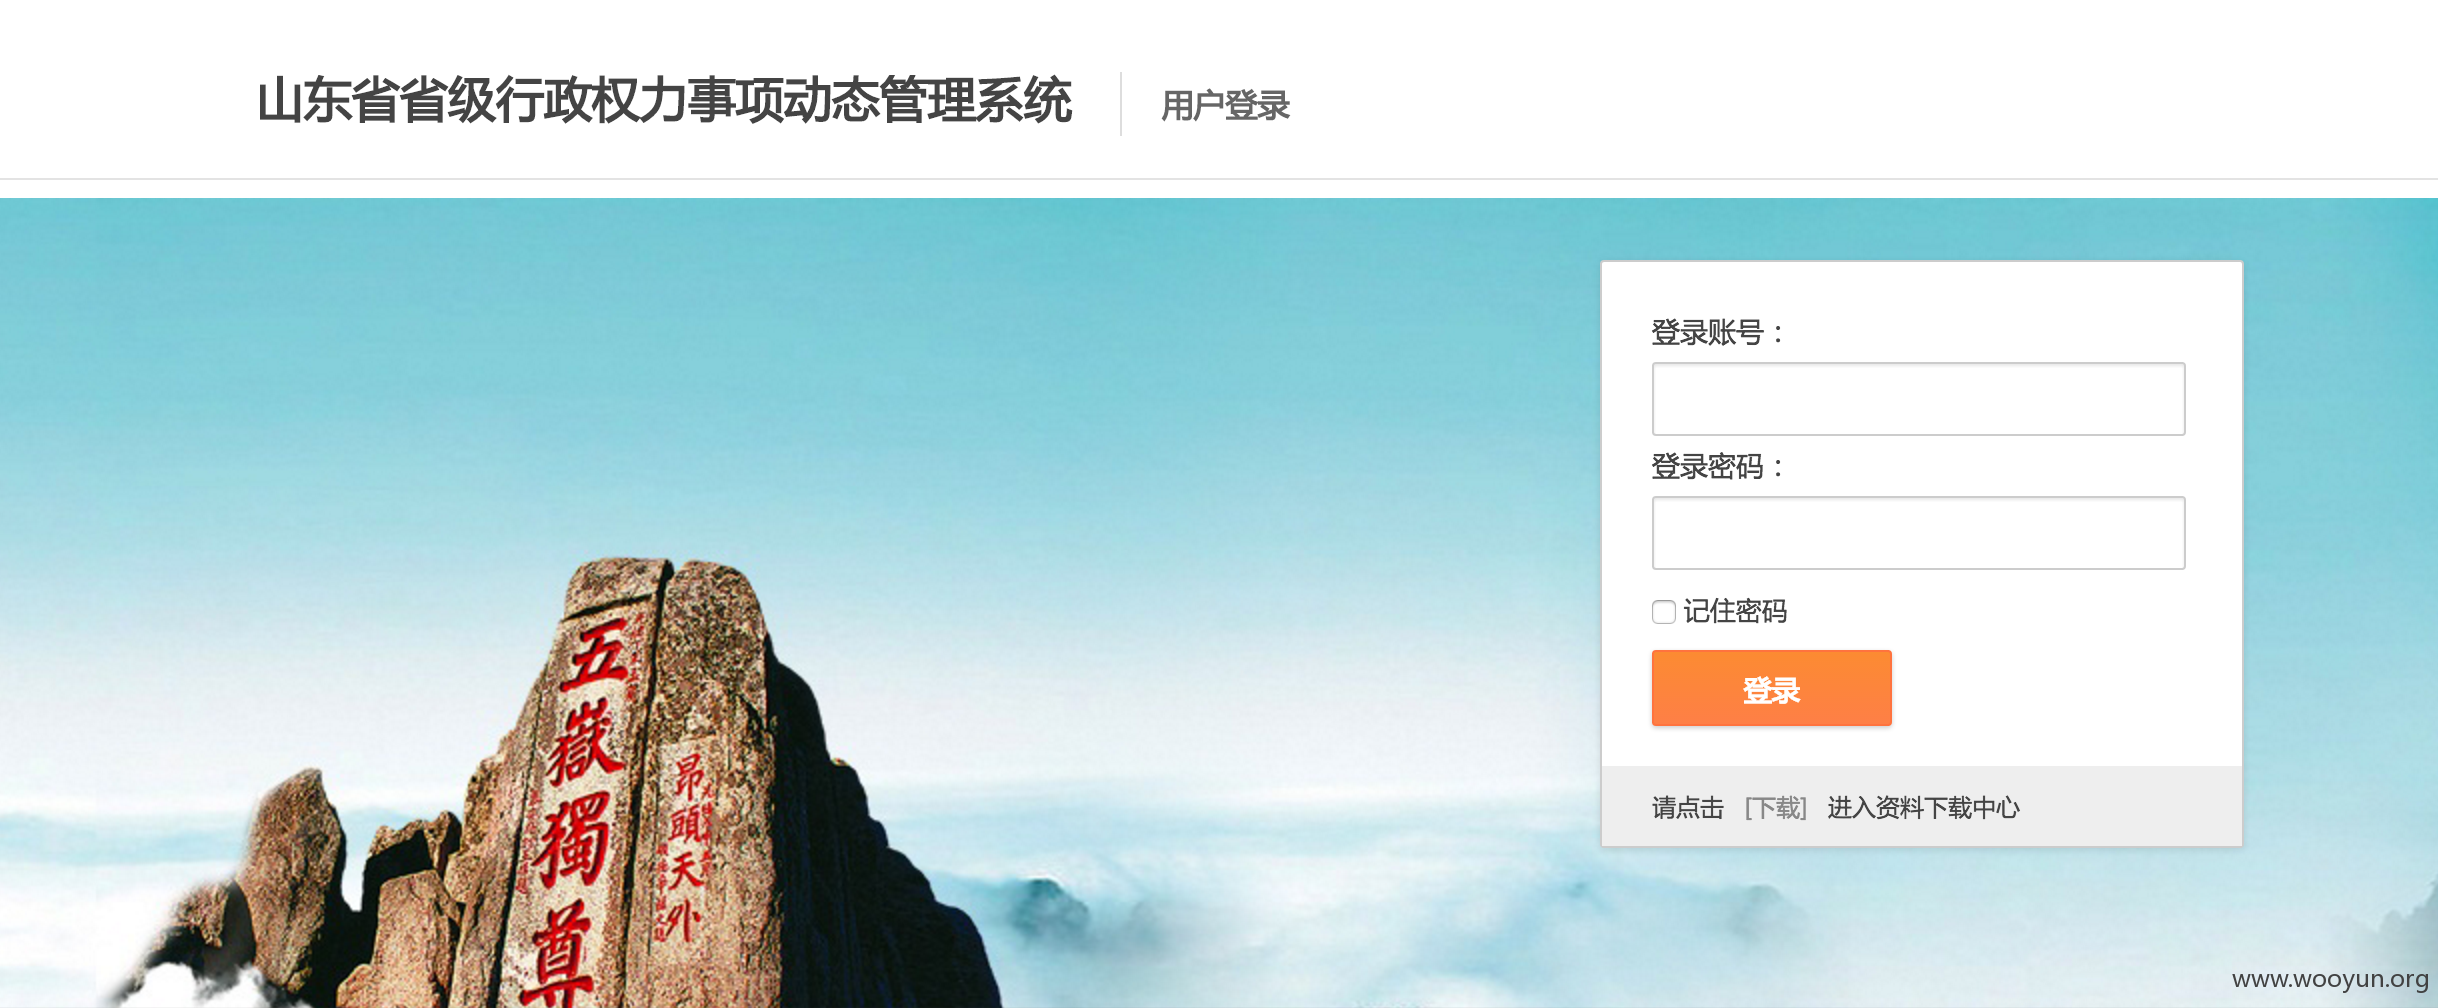 山东省省级行政权力事项动态管理系统
用户登录
登录账号：
登录密码：
记住密码
登录
请点击 [下载] 进入资料下载中心
五嶽獨尊
昂頭天外
www.wooyun.org